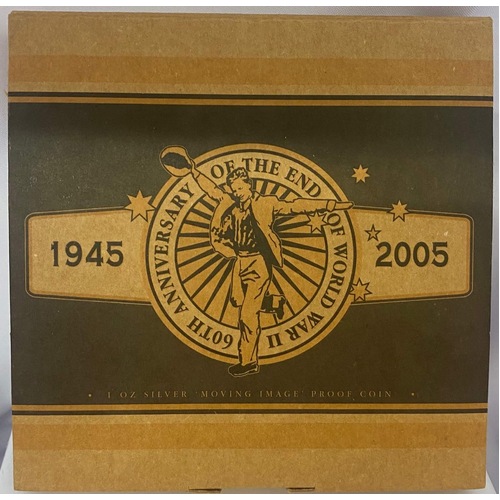 60TH ANNIVERSARY OF THE END OF WORLD WAR II
1945
2005
· 1 OZ SILVER 'MOVING IMAGE' PROOF COIN ·